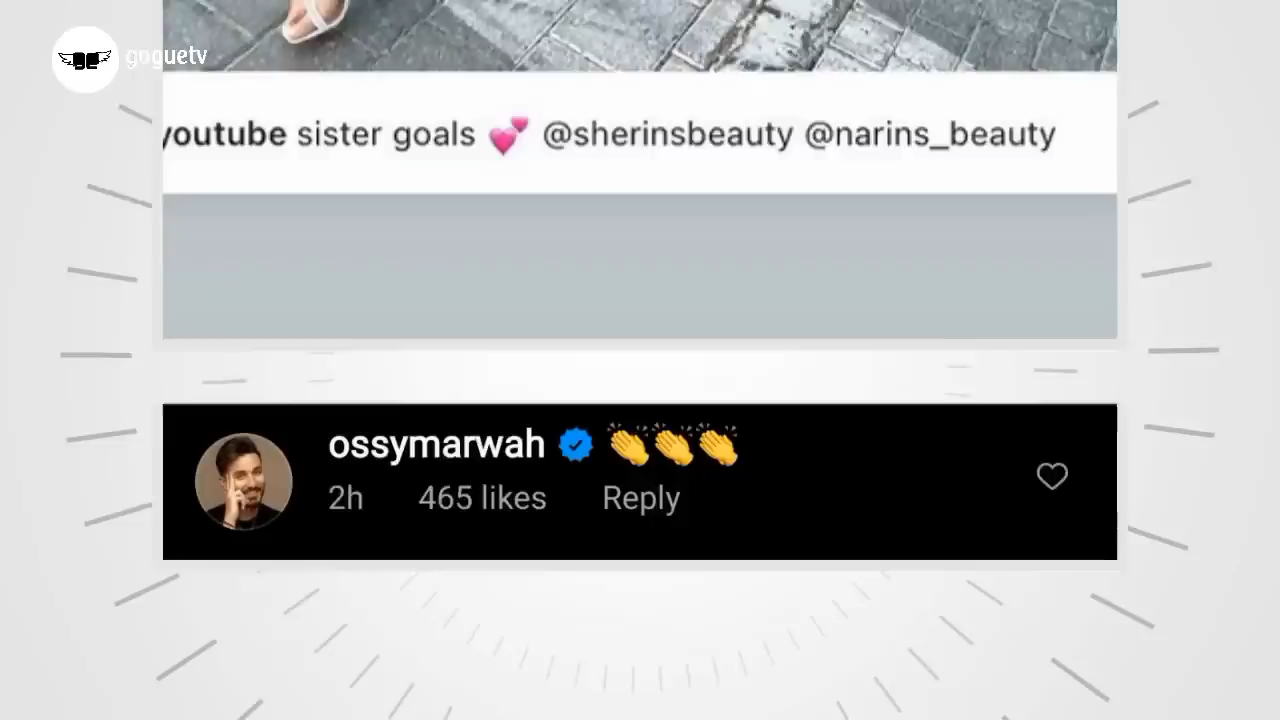 goguetv
youtube sister goals 💕 @sherinsbeauty @narins_beauty
ossymarwah 👏👏👏
2h 465 likes Reply